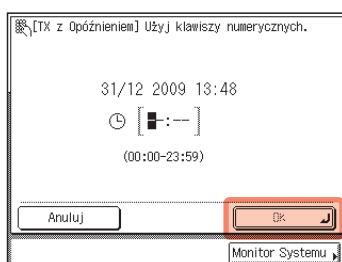 [TX z Opóźnieniem] Użyj klawiszy numerycznych.
31/12 2009 13:48
[ -:-- ]
(00:00-23:59)
Anuluj
OK
Monitor Systemu